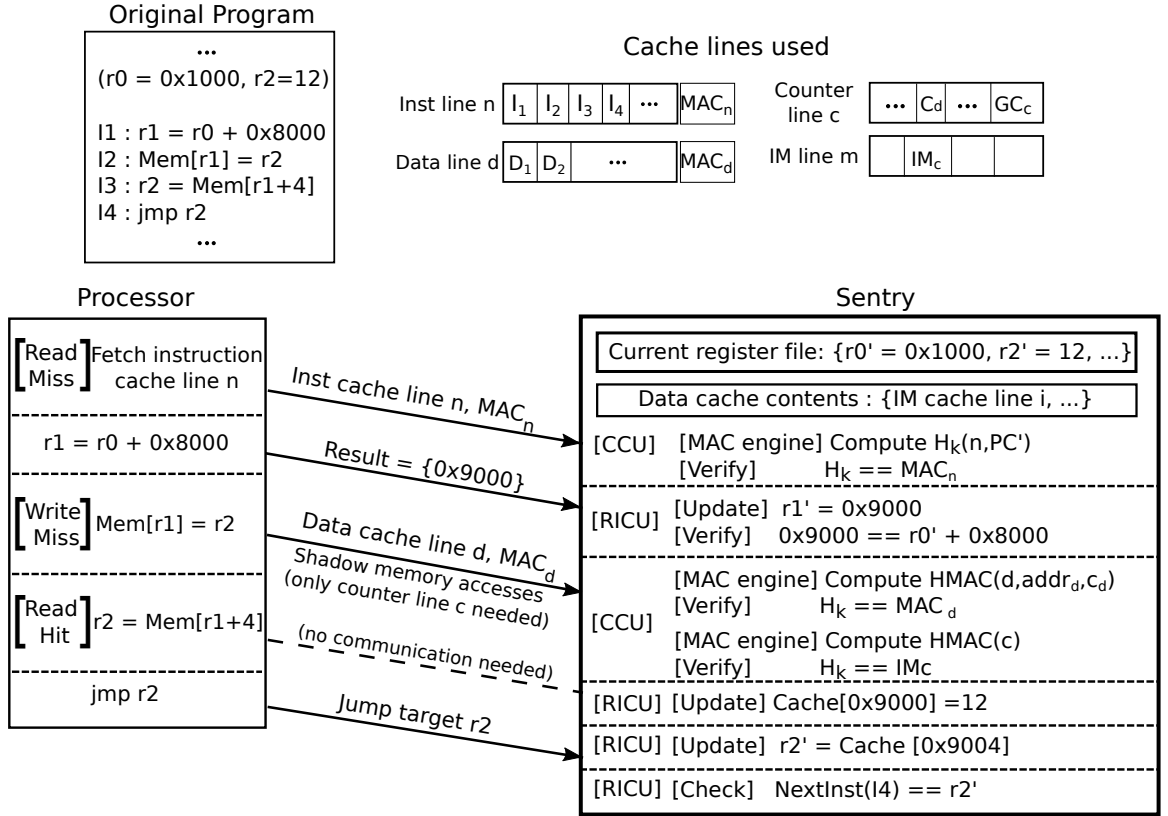 Original Program
...
(r0 = 0x1000, r2=12)
I1 : r1 = r0 + 0x8000
I2 : Mem[r1] = r2
I3 : r2 = Mem[r1+4]
I4 : jmp r2
...
Cache lines used
Inst line n I1 I2 I3 I4 ... MACn
Data line d D1 D2 ... MACd
Counter
line c ... Cd ... GCc
IM line m IMc
Processor
[Read
Miss] Fetch instruction
cache line n
r1 = r0 + 0x8000
[Write
Miss] Mem[r1] = r2
[Read
Hit] r2 = Mem[r1+4]
jmp r2
Inst cache line n, MACn
Result = {0x9000}
Data cache line d, MACd
Shadow memory accesses
(only counter line c needed)
(no communication needed)
Jump target r2
Sentry
Current register file: {r0' = 0x1000, r2' = 12, ...}
Data cache contents : {IM cache line i, ...}
[CCU] [MAC engine] Compute Hk(n,PC')
[Verify] Hk == MACn
[RICU] [Update] r1' = 0x9000
[Verify] 0x9000 == r0' + 0x8000
[CCU] [MAC engine] Compute HMAC(d,addrd,cd)
[Verify] Hk == MAC d
[MAC engine] Compute HMAC(c)
[Verify] Hk == IMc
[RICU] [Update] Cache[0x9000] =12
[RICU] [Update] r2' = Cache [0x9004]
[RICU] [Check] NextInst(I4) == r2'